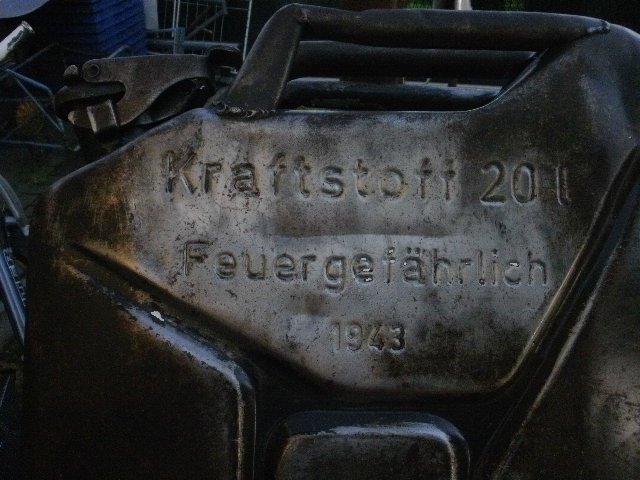 Kraftstoff 20 l
Feuergefährlich
1943